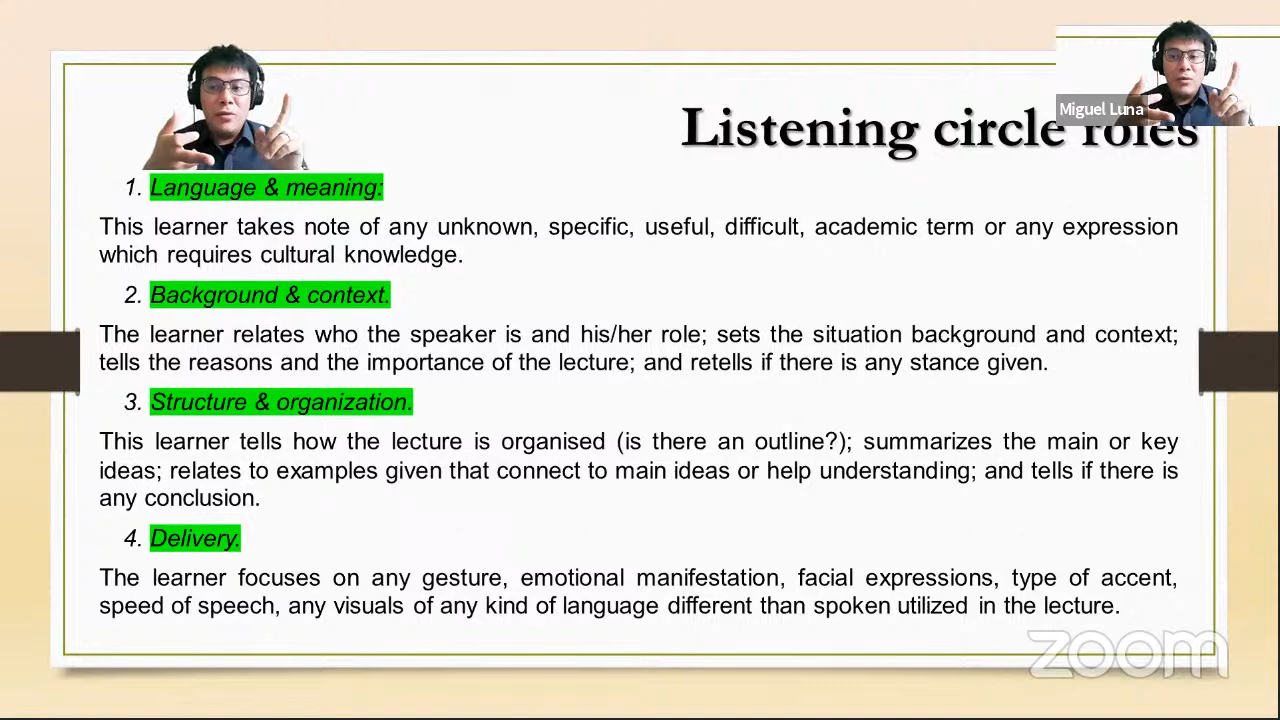 Miguel Luna
Listening circle roles
1. Language & meaning:
This learner takes note of any unknown, specific, useful, difficult, academic term or any expression
which requires cultural knowledge.
2. Background & context.
The learner relates who the speaker is and his/her role; sets the situation background and context;
tells the reasons and the importance of the lecture; and retells if there is any stance given.
3. Structure & organization.
This learner tells how the lecture is organised (is there an outline?); summarizes the main or key
ideas; relates to examples given that connect to main ideas or help understanding; and tells if there is
any conclusion.
4. Delivery.
The learner focuses on any gesture, emotional manifestation, facial expressions, type of accent,
speed of speech, any visuals of any kind of language different than spoken utilized in the lecture.
zoom